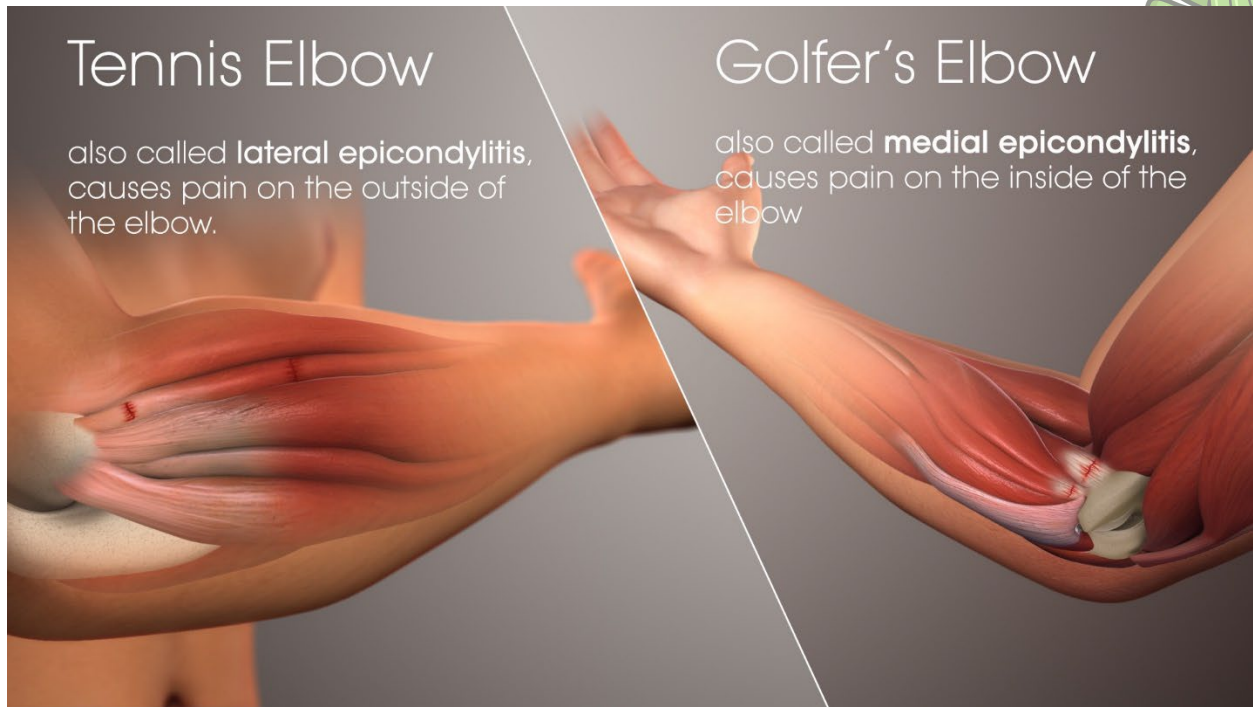 Tennis Elbow
also called lateral epicondylitis,
causes pain on the outside of
the elbow.
Golfer's Elbow
also called medial epicondylitis,
causes pain on the inside of the
elbow